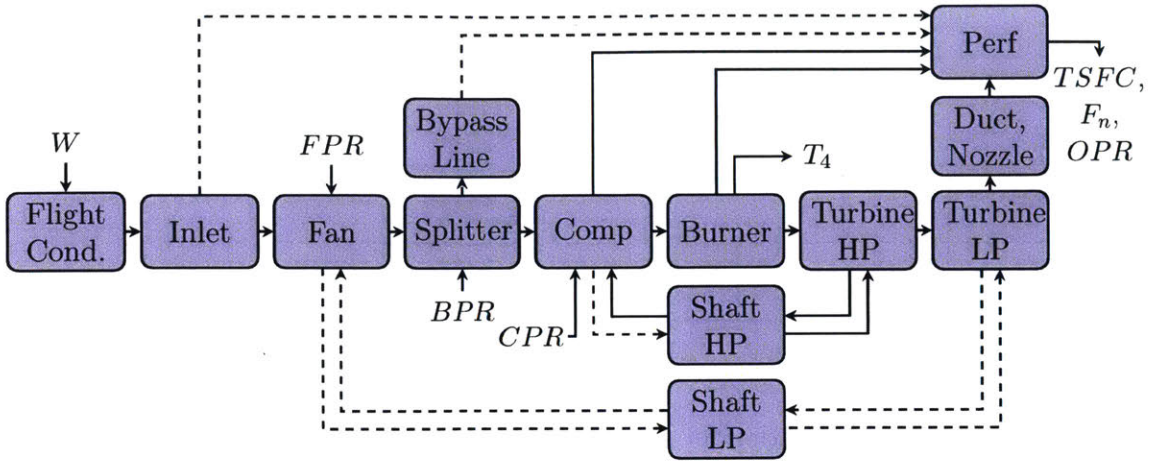 Perf
TSFC,
F_n,
OPR
Bypass
Line
Duct,
Nozzle
W
FPR
T_4
Flight
Cond.
Inlet
Fan
Splitter
Comp
Burner
Turbine
HP
Turbine
LP
BPR
CPR
Shaft
HP
Shaft
LP